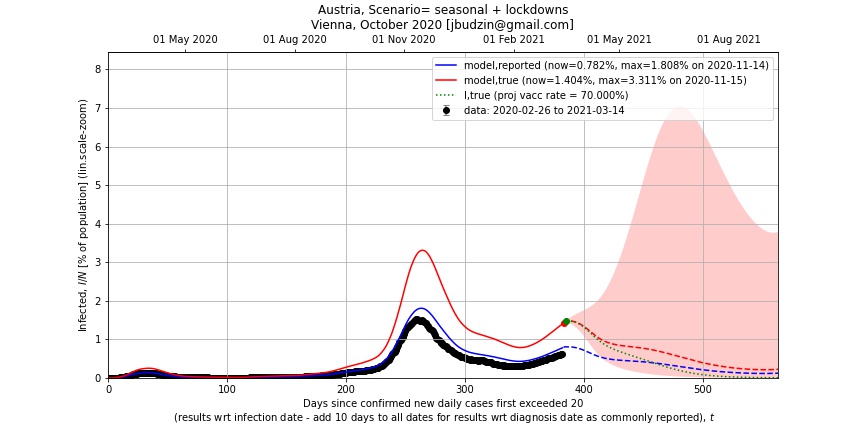 Austria, Scenario= seasonal + lockdowns
Vienna, October 2020 [jbudzin@gmail.com]
01 May 2020 01 Aug 2020 01 Nov 2020 01 Feb 2021 01 May 2021 01 Aug 2021
model,reported (now=0.782%, max=1.808% on 2020-11-14)
model,true (now=1.404%, max=3.311% on 2020-11-15)
I,true (proj vacc rate = 70.000%)
data: 2020-02-26 to 2021-03-14
Infected, I/N [% of population] (lin.scale-zoom)
8
7
6
5
4
3
2
1
0
0 100 200 300 400 500
Days since confirmed new daily cases first exceeded 20
(results wrt infection date - add 10 days to all dates for results wrt diagnosis date as commonly reported), t